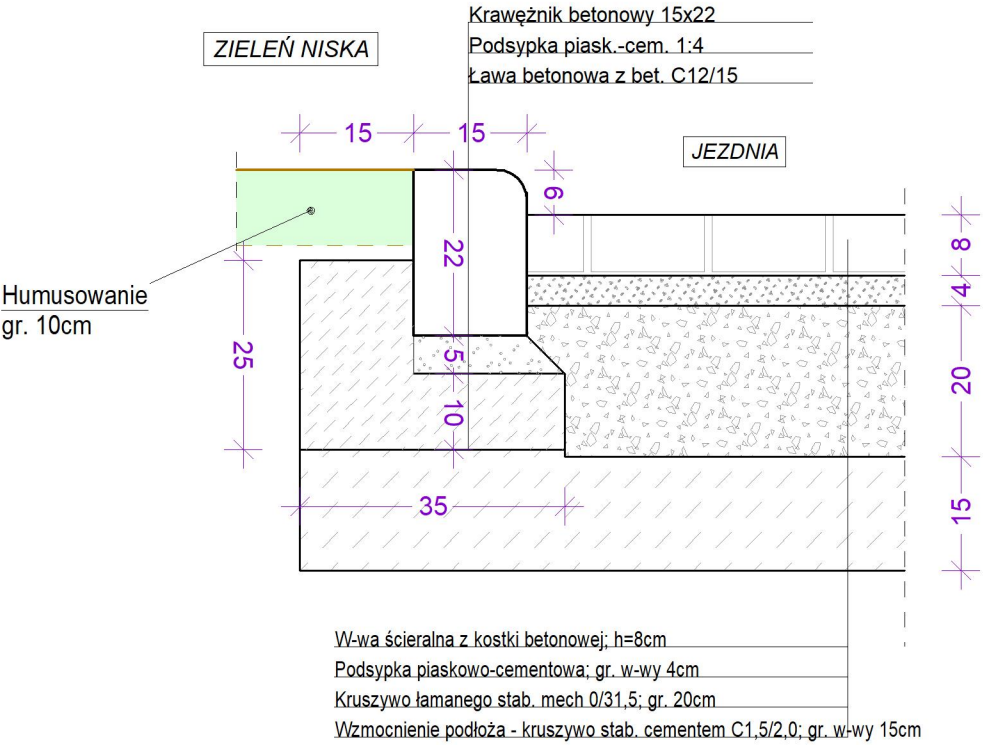 Krawężnik betonowy 15x22
Podsypka piask.-cem. 1:4
Ława betonowa z bet. C12/15
ZIELEŃ NISKA
JEZDNIA
15
15
6
22
8
4
Humusowanie
gr. 10cm
25
5
20
10
35
15
W-wa ścieralna z kostki betonowej; h=8cm
Podsypka piaskowo-cementowa; gr. w-wy 4cm
Kruszywo łamanego stab. mech 0/31,5; gr. 20cm
Wzmocnienie podłoża - kruszywo stab. cementem C1,5/2,0; gr. w-wy 15cm